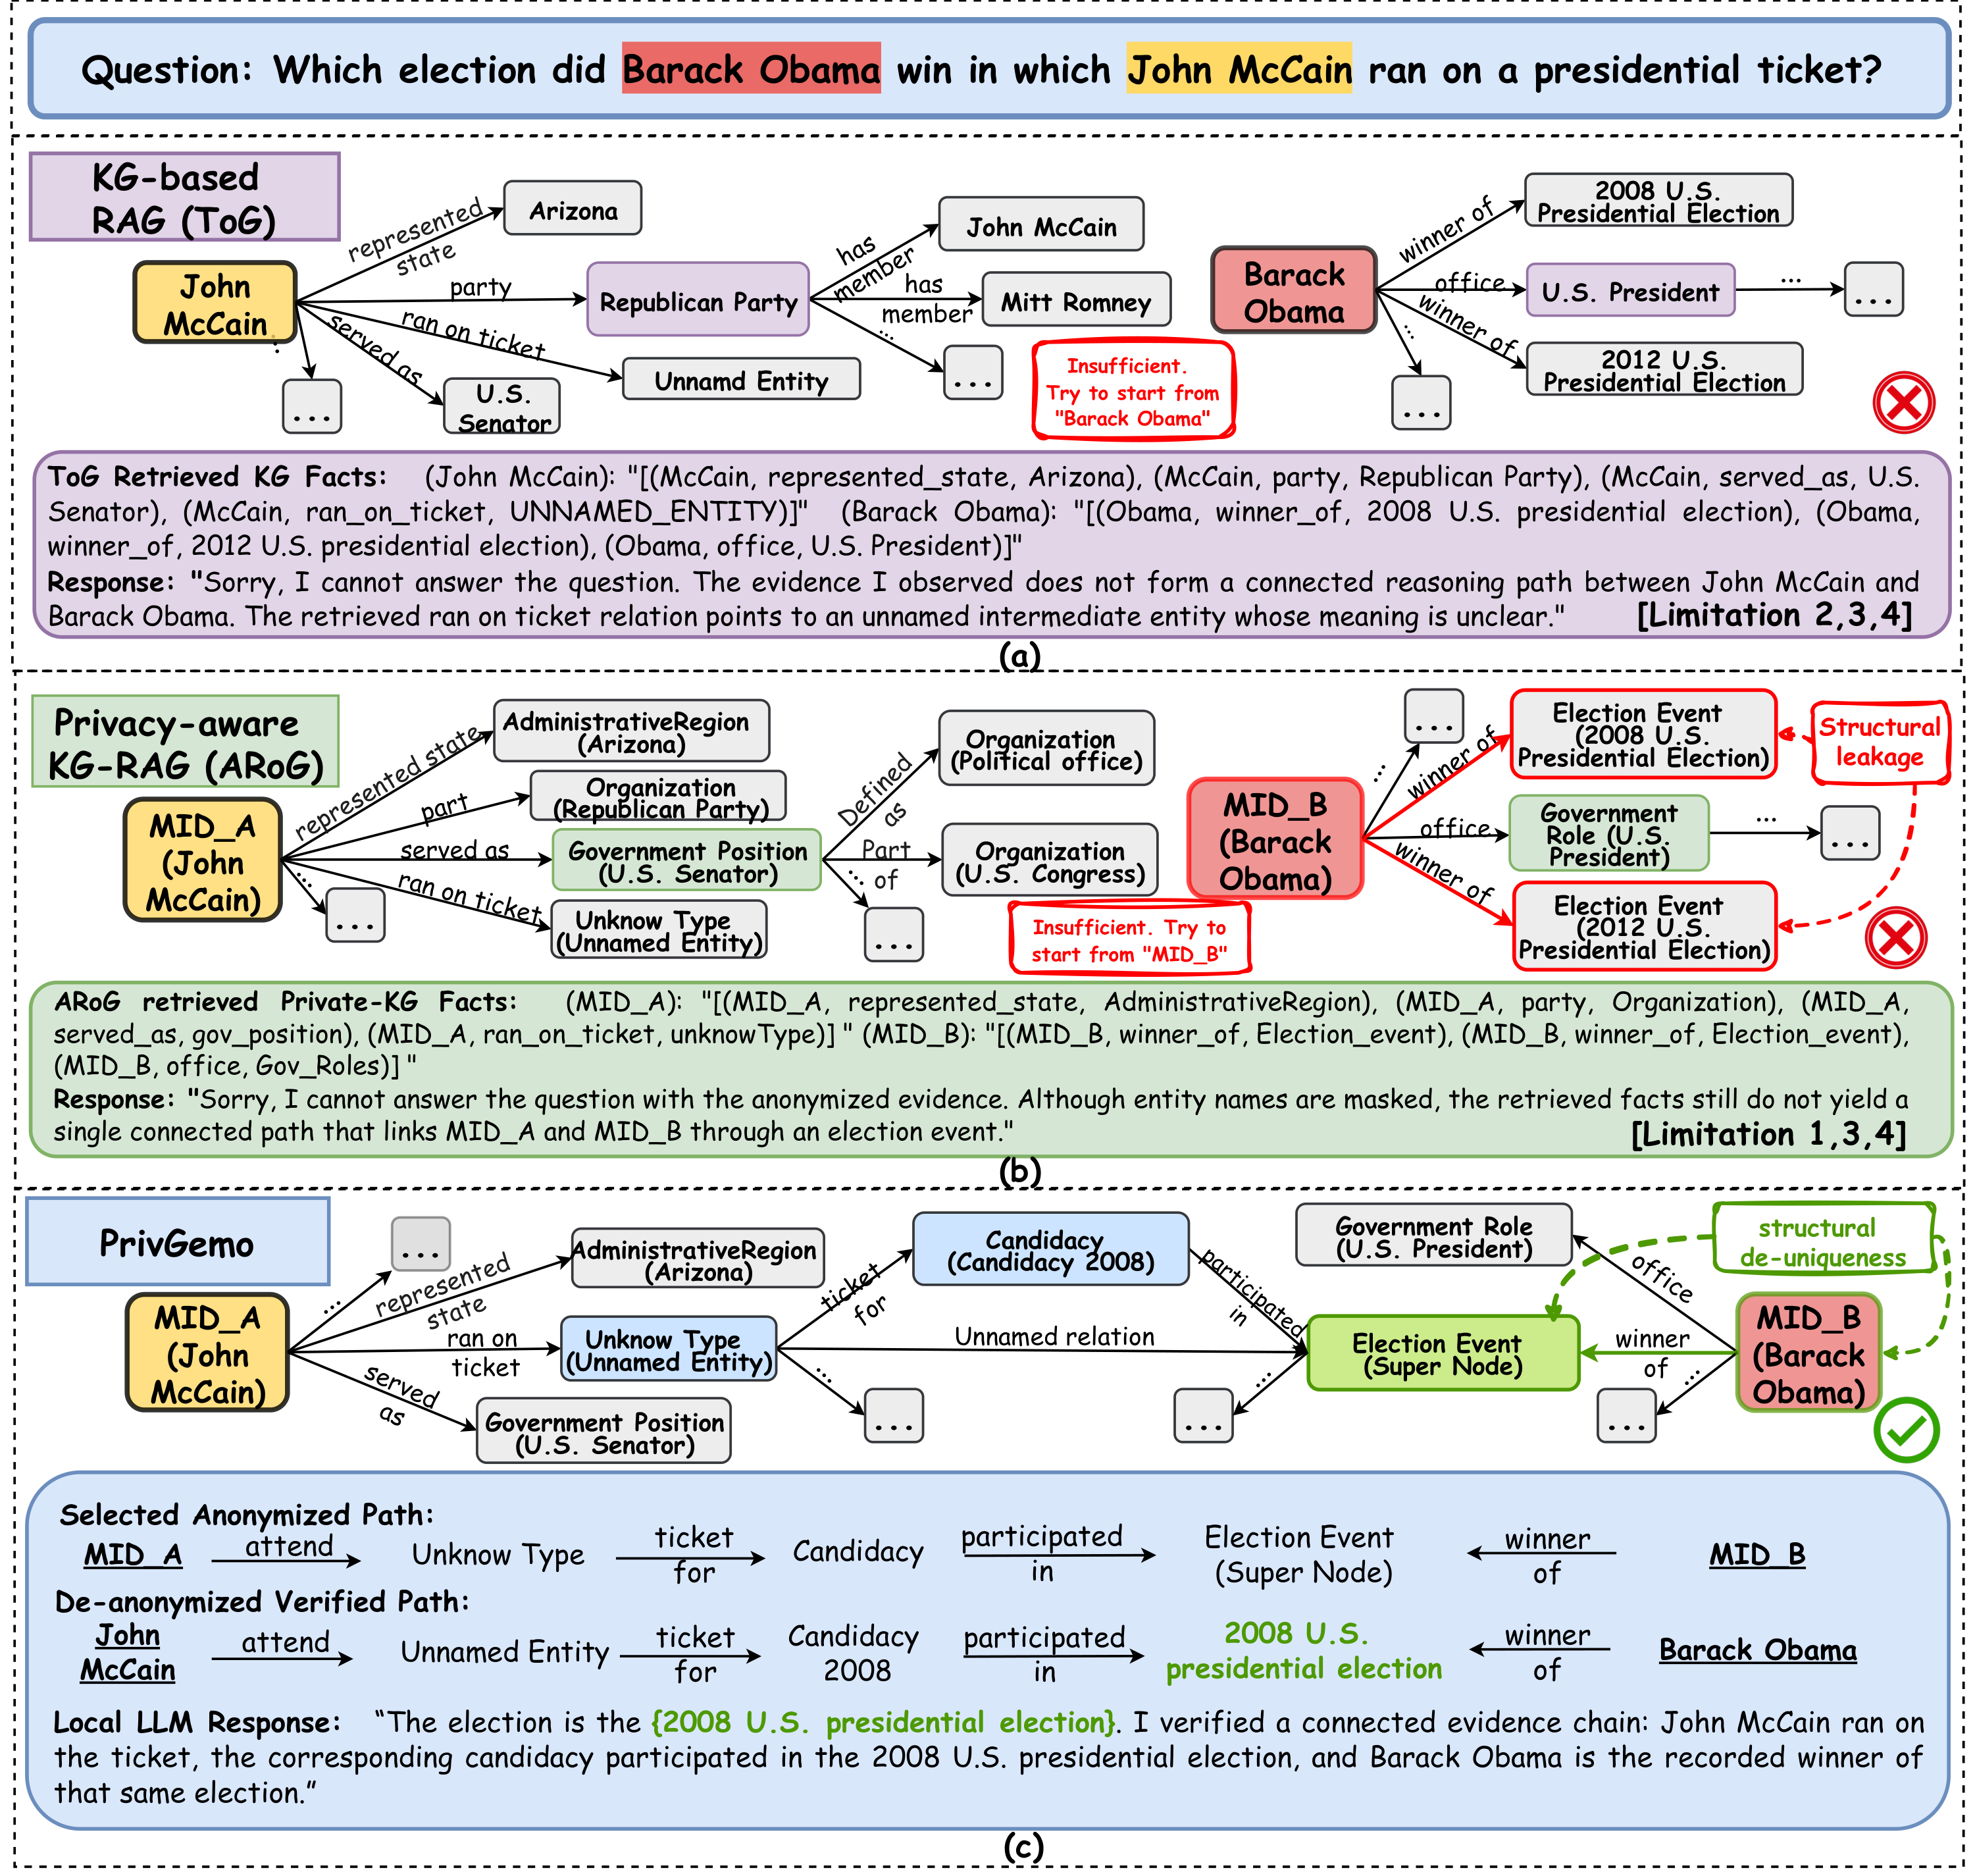 Question: Which election did Barack Obama win in which John McCain ran on a presidential ticket?
KG-based
RAG (ToG)
John
McCain
represented
state
Arizona
party
Republican Party
has
member
John McCain
has
member
Mitt Romney
...
...
ran on ticket
Unnamd Entity
served as
U.S.
Senator
...
...
Insufficient.
Try to start from
"Barack Obama"
Barack
Obama
winner of
2008 U.S.
Presidential Election
office
U.S. President
...
...
winner of
2012 U.S.
Presidential Election
...
...
ToG Retrieved KG Facts: (John McCain): "[(McCain, represented_state, Arizona), (McCain, party, Republican Party), (McCain, served_as, U.S.
Senator), (McCain, ran_on_ticket, UNNAMED_ENTITY)]" (Barack Obama): "[(Obama, winner_of, 2008 U.S. presidential election), (Obama,
winner_of, 2012 U.S. presidential election), (Obama, office, U.S. President)]"
Response: "Sorry, I cannot answer the question. The evidence I observed does not form a connected reasoning path between John McCain and
Barack Obama. The retrieved ran on ticket relation points to an unnamed intermediate entity whose meaning is unclear." [Limitation 2,3,4]
(a)
Privacy-aware
KG-RAG (ARoG)
MID_A
(John
McCain)
represented state
AdministrativeRegion
(Arizona)
part
Organization
(Republican Party)
served as
Government Position
(U.S. Senator)
Defined
as
Organization
(Political office)
Part
of
Organization
(U.S. Congress)
...
...
ran on ticket
Unknow Type
(Unnamed Entity)
...
...
Insufficient. Try to
start from "MID_B"
MID_B
(Barack
Obama)
...
...
winner of
Election Event
(2008 U.S.
Presidential Election)
office
Government
Role (U.S.
President)
...
...
winner of
Election Event
(2012 U.S.
Presidential Election)
Structural
leakage
ARoG retrieved Private-KG Facts: (MID_A): "[(MID_A, represented_state, AdministrativeRegion), (MID_A, party, Organization), (MID_A,
served_as, gov_position), (MID_A, ran_on_ticket, unknowType)] " (MID_B): "[(MID_B, winner_of, Election_event), (MID_B, winner_of, Election_event),
(MID_B, office, Gov_Roles)] "
Response: "Sorry, I cannot answer the question with the anonymized evidence. Although entity names are masked, the retrieved facts still do not yield a
single connected path that links MID_A and MID_B through an election event." [Limitation 1,3,4]
(b)
PrivGemo
MID_A
(John
McCain)
...
...
represented
state
AdministrativeRegion
(Arizona)
ran on
ticket
Unknow Type
(Unnamed Entity)
served
as
Government Position
(U.S. Senator)
ticket
for
Candidacy
(Candidacy 2008)
participated
in
Unnamed relation
...
...
Election Event
(Super Node)
...
...
Government Role
(U.S. President)
office
winner
of
MID_B
(Barack
Obama)
...
...
structural
de-uniqueness
Selected Anonymized Path:
MID_A attend Unknow Type ticket for Candidacy participated in Election Event (Super Node) winner of MID_B
De-anonymized Verified Path:
John McCain attend Unnamed Entity ticket for Candidacy 2008 participated in 2008 U.S. presidential election winner of Barack Obama
Local LLM Response: “The election is the {2008 U.S. presidential election}. I verified a connected evidence chain: John McCain ran on
the ticket, the corresponding candidacy participated in the 2008 U.S. presidential election, and Barack Obama is the recorded winner of
that same election.”
(c)